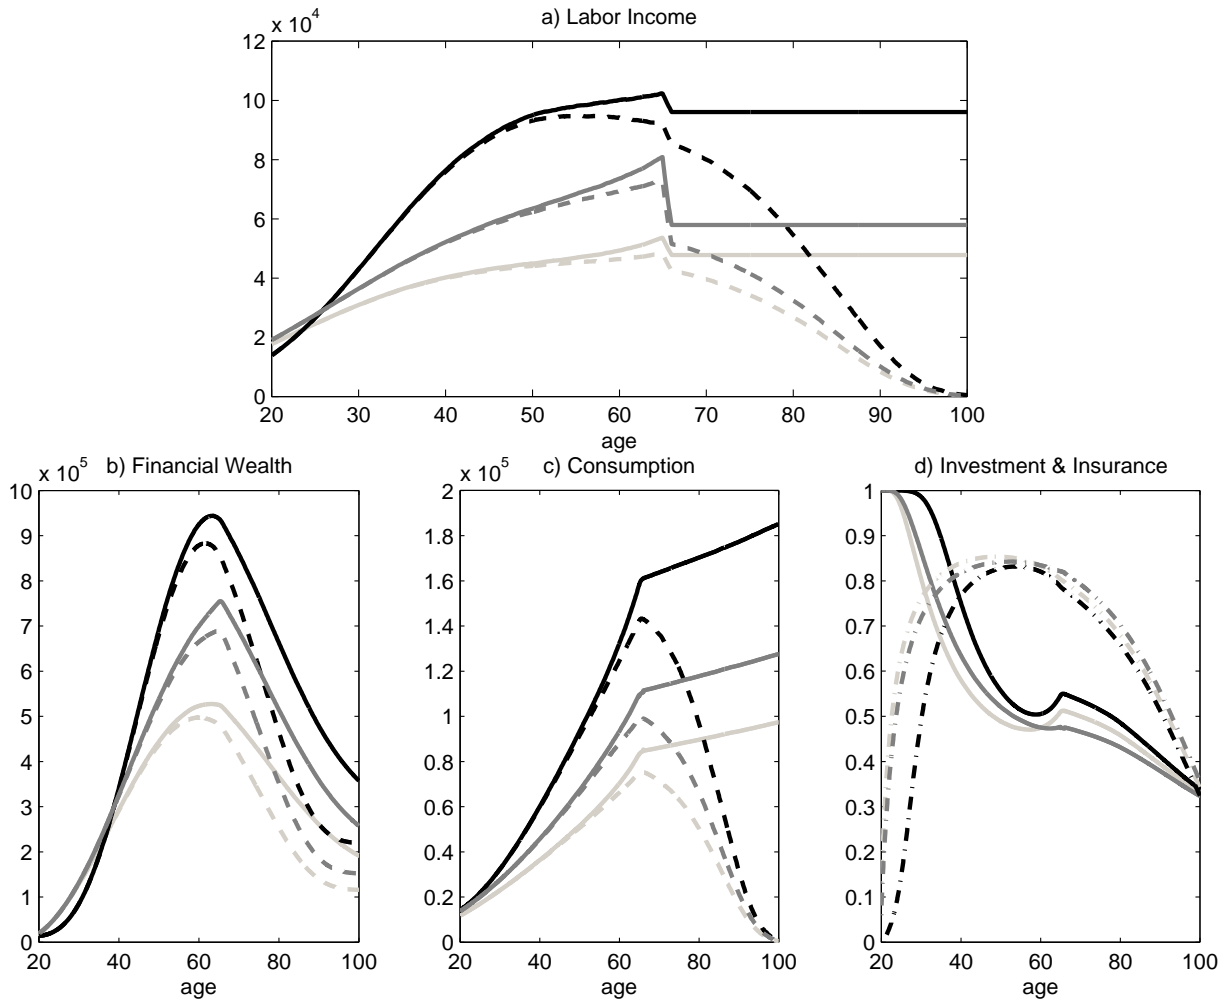 a) Labor Income
x 10^4
12
10
8
6
4
2
0
20 30 40 50 60 70 80 90 100
age
b) Financial Wealth
x 10^5
10
9
8
7
6
5
4
3
2
1
0
20 40 60 80 100
age
c) Consumption
x 10^5
2
1.8
1.6
1.4
1.2
1
0.8
0.6
0.4
0.2
0
20 40 60 80 100
age
d) Investment & Insurance
1
0.9
0.8
0.7
0.6
0.5
0.4
0.3
0.2
0.1
0
20 40 60 80 100
age